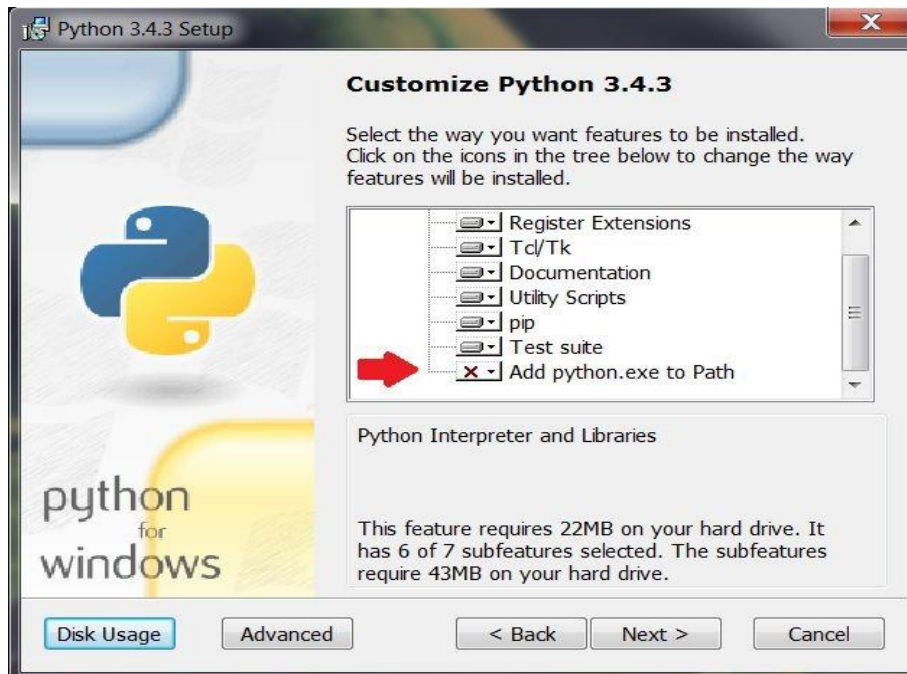 Python 3.4.3 Setup
X
Customize Python 3.4.3
Select the way you want features to be installed.
Click on the icons in the tree below to change the way
features will be installed.
Register Extensions
Tcl/Tk
Documentation
Utility Scripts
pip
Test suite
Add python.exe to Path
Python Interpreter and Libraries
This feature requires 22MB on your hard drive. It
has 6 of 7 subfeatures selected. The subfeatures
require 43MB on your hard drive.
python
for
windows
Disk Usage
Advanced
< Back
Next >
Cancel